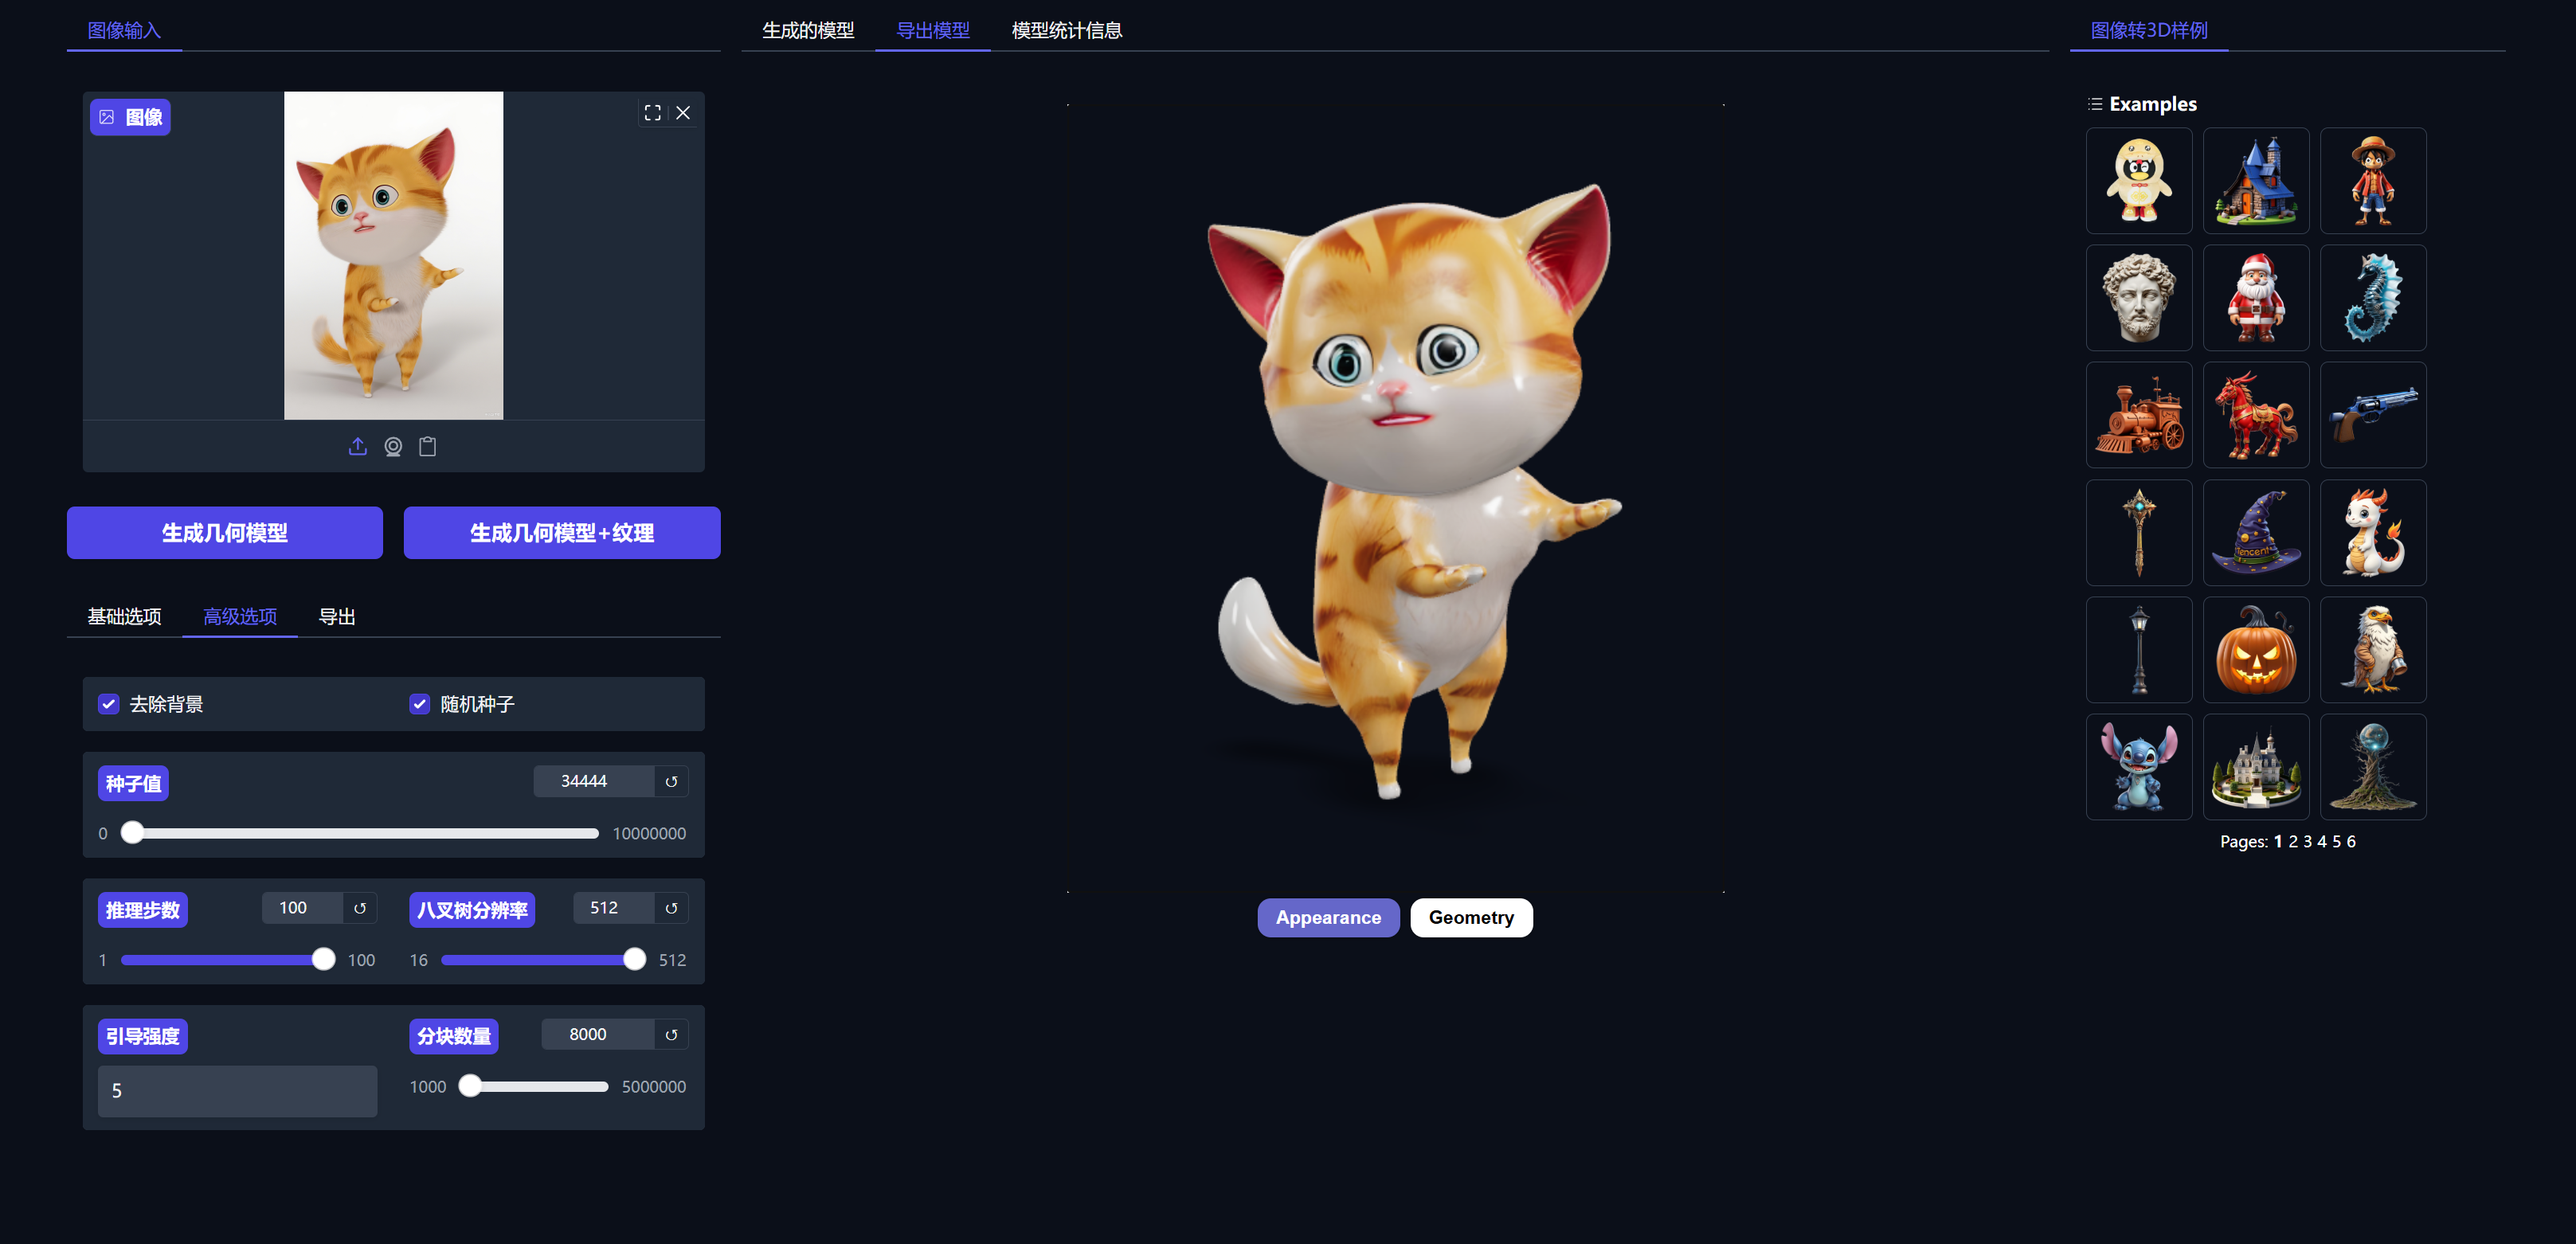 图像输入
图像
生成几何模型
生成几何模型+纹理
基础选项
高级选项
导出
去除背景
随机种子
种子值
34444
0
10000000
推理步数
100
1
100
八叉树分辨率
512
16
512
引导强度
5
分块数量
8000
1000
5000000
生成的模型
导出模型
模型统计信息
Appearance
Geometry
图像转3D样例
Examples
Tencent
Pages: 1 2 3 4 5 6